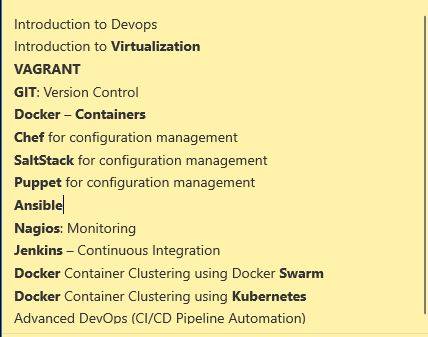 Introduction to Devops
Introduction to Virtualization
VAGRANT
GIT: Version Control
Docker – Containers
Chef for configuration management
SaltStack for configuration management
Puppet for configuration management
Ansible
Nagios: Monitoring
Jenkins – Continuous Integration
Docker Container Clustering using Docker Swarm
Docker Container Clustering using Kubernetes
Advanced DevOps (CI/CD Pipeline Automation)